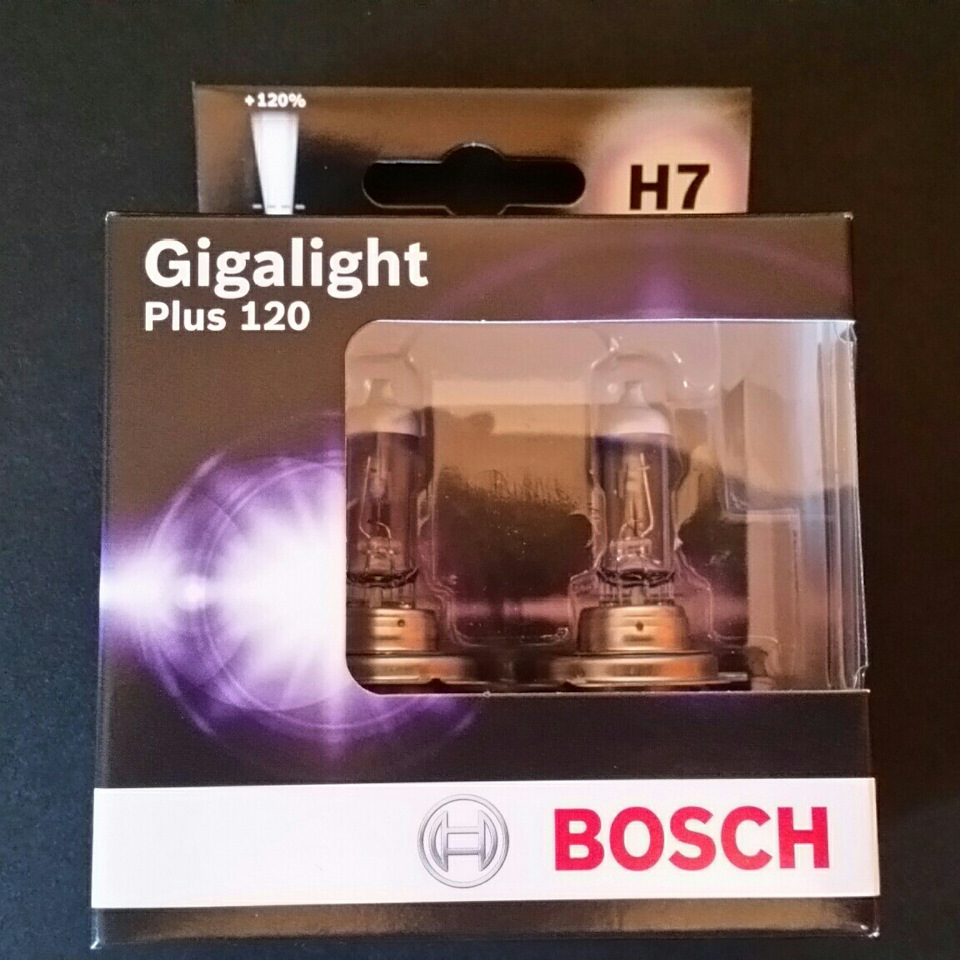 +120%
H7
Gigalight
Plus 120
BOSCH